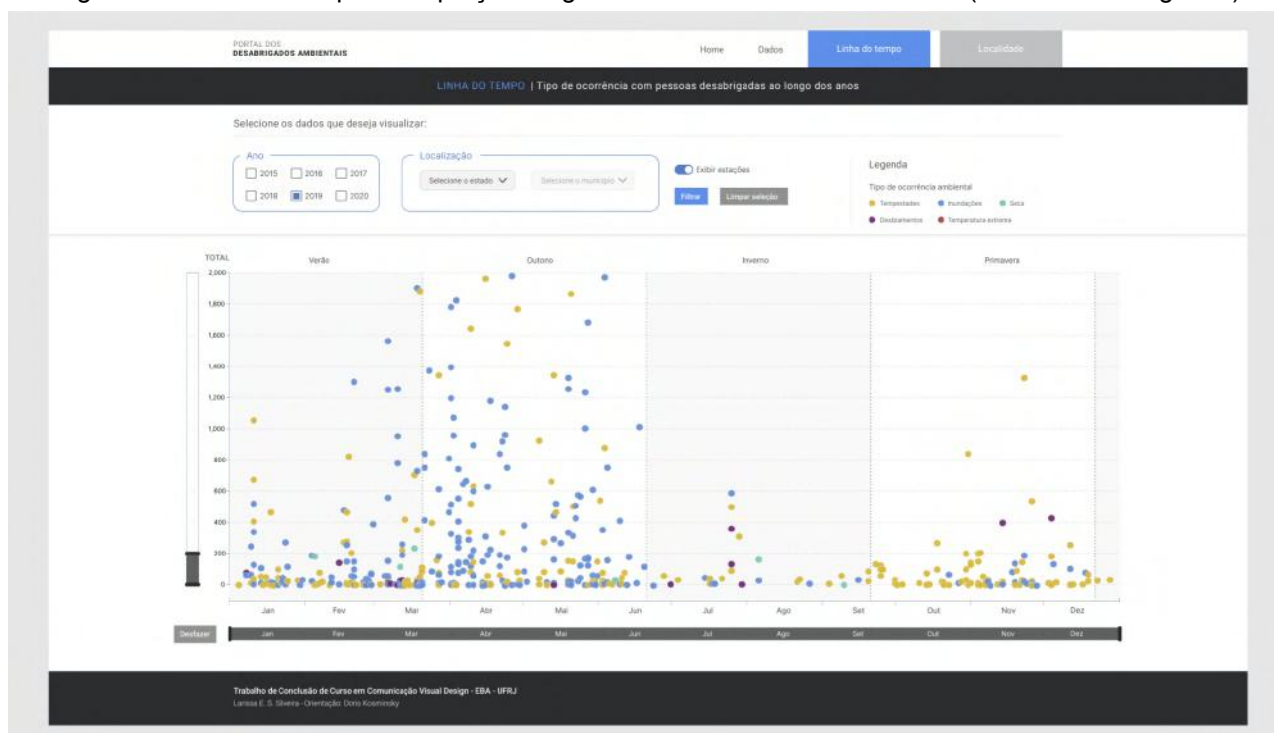 PORTAL DOS
DESABRIGADOS AMBIENTAIS
Home Dados Linha do tempo Localidade
LINHA DO TEMPO | Tipo de ocorrência com pessoas desabrigadas ao longo dos anos
Selecione os dados que deseja visualizar:
Ano
2015 2016 2017
2018 2019 2020
Localização
Selecione o estado Selecione o município
Exibir estações
Filtrar Limpar seleção
Legenda
Tipo de ocorrência ambiental
Tempestades Inundações Seca
Deslizamentos Temperatura extrema
TOTAL Verão Outono Inverno Primavera
2,000
1,800
1,600
1,400
1,200
1,000
800
600
400
200
0
Jan Fev Mar Abr Mai Jun Jul Ago Set Out Nov Dez
Desfazer Jan Fev Mar Abr Mai Jun Jul Ago Set Out Nov Dez
Trabalho de Conclusão de Curso em Comunicação Visual Design - EBA - UFRJ
Larissa E. S. Silveira - Orientação: Doris Kosminsky